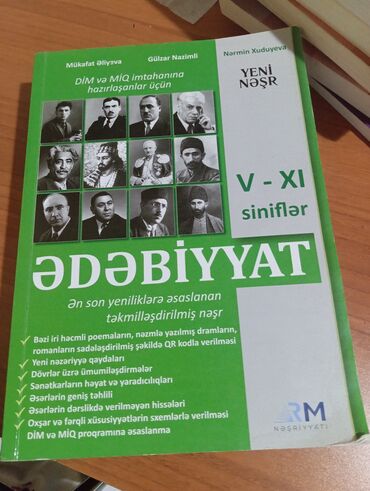 Mükafat Əliyeva Gülzar Nazimli Nərmin Xuduyeva
DİM və MİQ imtahanına
hazırlaşanlar üçün
YENİ
NƏŞR
V - XI
siniflər
ƏDƏBİYYAT
Ən son yeniliklərə əsaslanan
təkmilləşdirilmiş nəşr
Bəzi iri həcmli poemaların, nəzmlə yazılmış dramların,
romanların sadələşdirilmiş şəkildə QR kodla verilməsi
Yeni nəzəriyyə qaydaları
Dövrlər üzrə ümumiləşdirmələr
Sənətkarların həyat və yaradıcılıqları
Əsərlərin geniş təhlili
Əsərlərin dərslikdə verilməyən hissələri
Oxşar və fərqli xüsusiyyətlərin sxemlərlə verilməsi
DİM və MİQ proqramına əsaslanma
RM
NƏŞRİYYATI